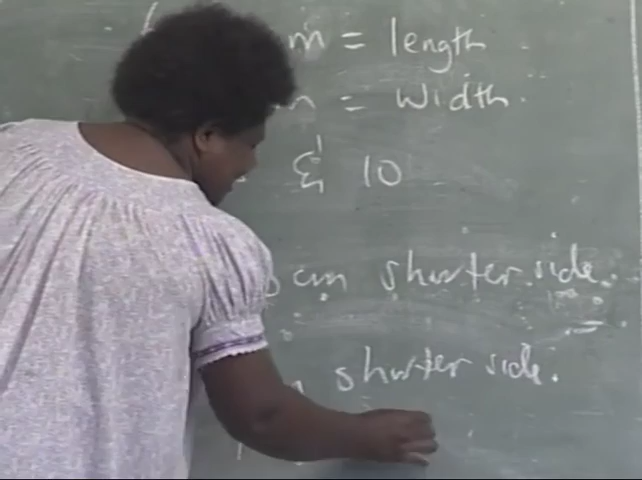 m = length
m = width.
& 10
cm shorter side.
shorter side.